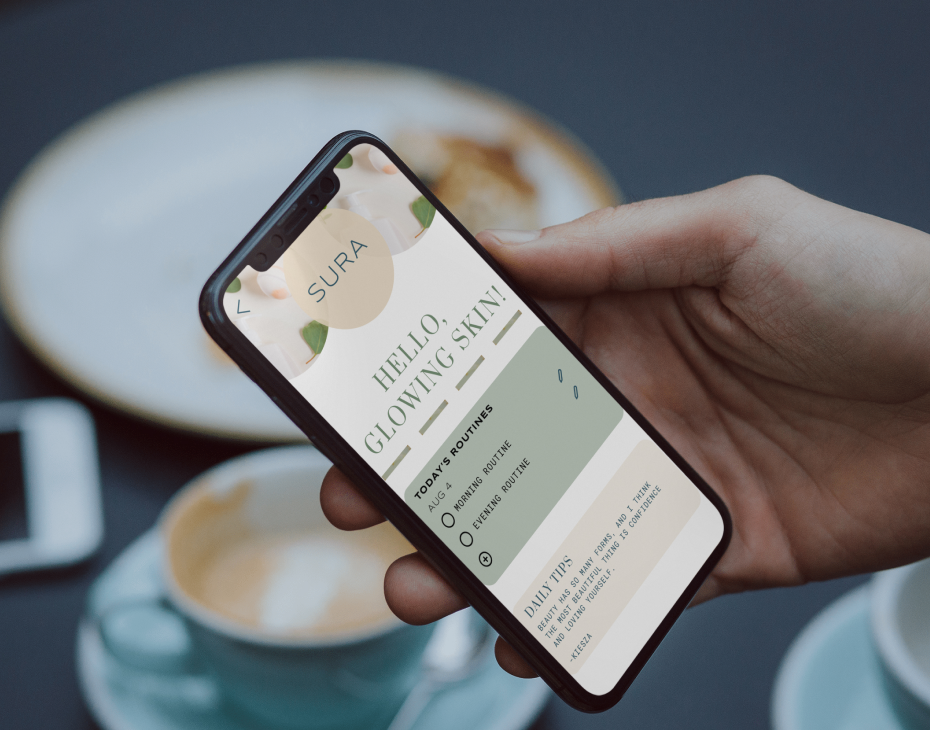 SURA
HELLO,
GLOWING SKIN!
TODAY'S ROUTINES
AUG 4
MORNING ROUTINE
EVENING ROUTINE
DAILY TIPS
BEAUTY HAS SO MANY FORMS, AND I THINK
THE MOST BEAUTIFUL THING IS CONFIDENCE
AND LOVING YOURSELF.
-KIESZA